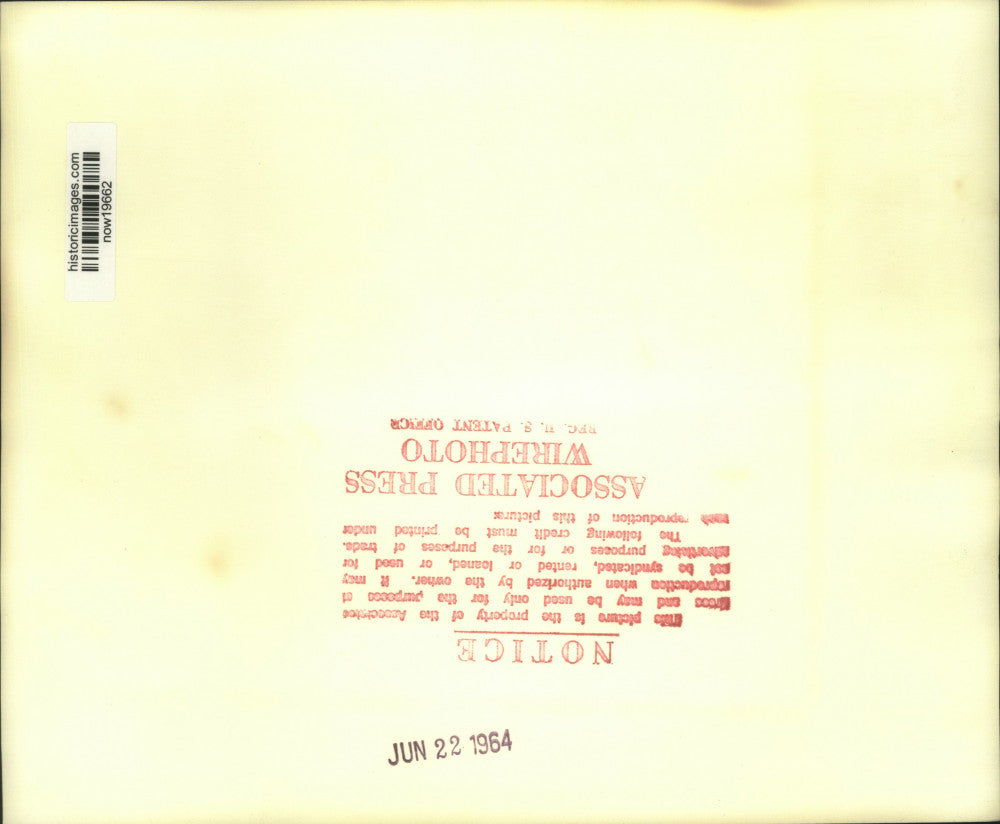 historicimages.com
now19662
NOTICE
This picture is the property of the Associated
Press and may be used only for the purposes of
reproduction when authorized by the owner. It may
not be syndicated, rented or loaned, or used for
advertising purposes or for the purposes of trade.
The following credit must be printed under
each reproduction of this picture:
ASSOCIATED PRESS
WIREPHOTO
REG. U. S. PATENT OFFICE
JUN 22 1964